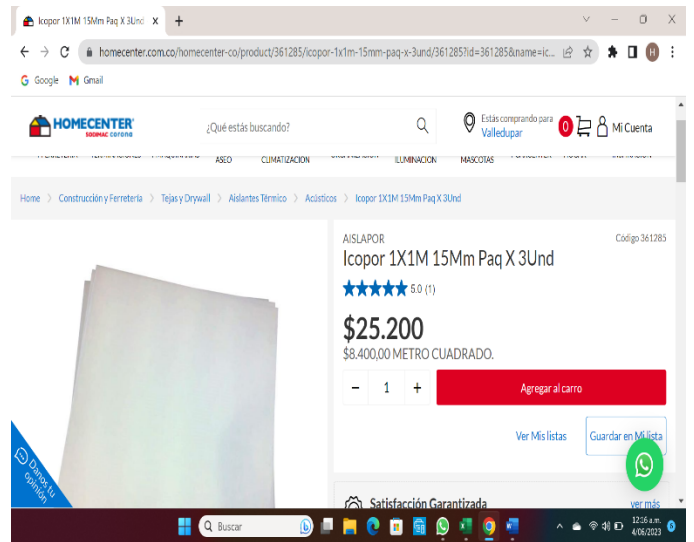 Icopor 1X1M 15Mm Paq X 3Und
homecenter.com.co/homecenter-co/product/361285/icopor-1x1m-15mm-paq-x-3und/361285?id=361285&name=ic...
H
Google
Gmail
HOMECENTER
SODIMAC corona
¿Qué estás buscando?
Estás comprando para
Valledupar
0
Mi Cuenta
ASEO
CLIMATIZACION
ILUMINACION
MASCOTAS
Home > Construcción y Ferretería > Tejas y Drywall > Aislantes Térmico > Acústicos > Icopor 1X1M 15Mm Paq X 3Und
AISLAPOR
Código 361285
Icopor 1X1M 15Mm Paq X 3Und
5.0 (1)
$25.200
$8.400,00 METRO CUADRADO.
− 1 +
Agregar al carro
Ver Mis listas
Guardar en Mi lista
Danos tu
opinión
Satisfacción Garantizada
ver más
Buscar
12:16 a.m.
4/06/2023